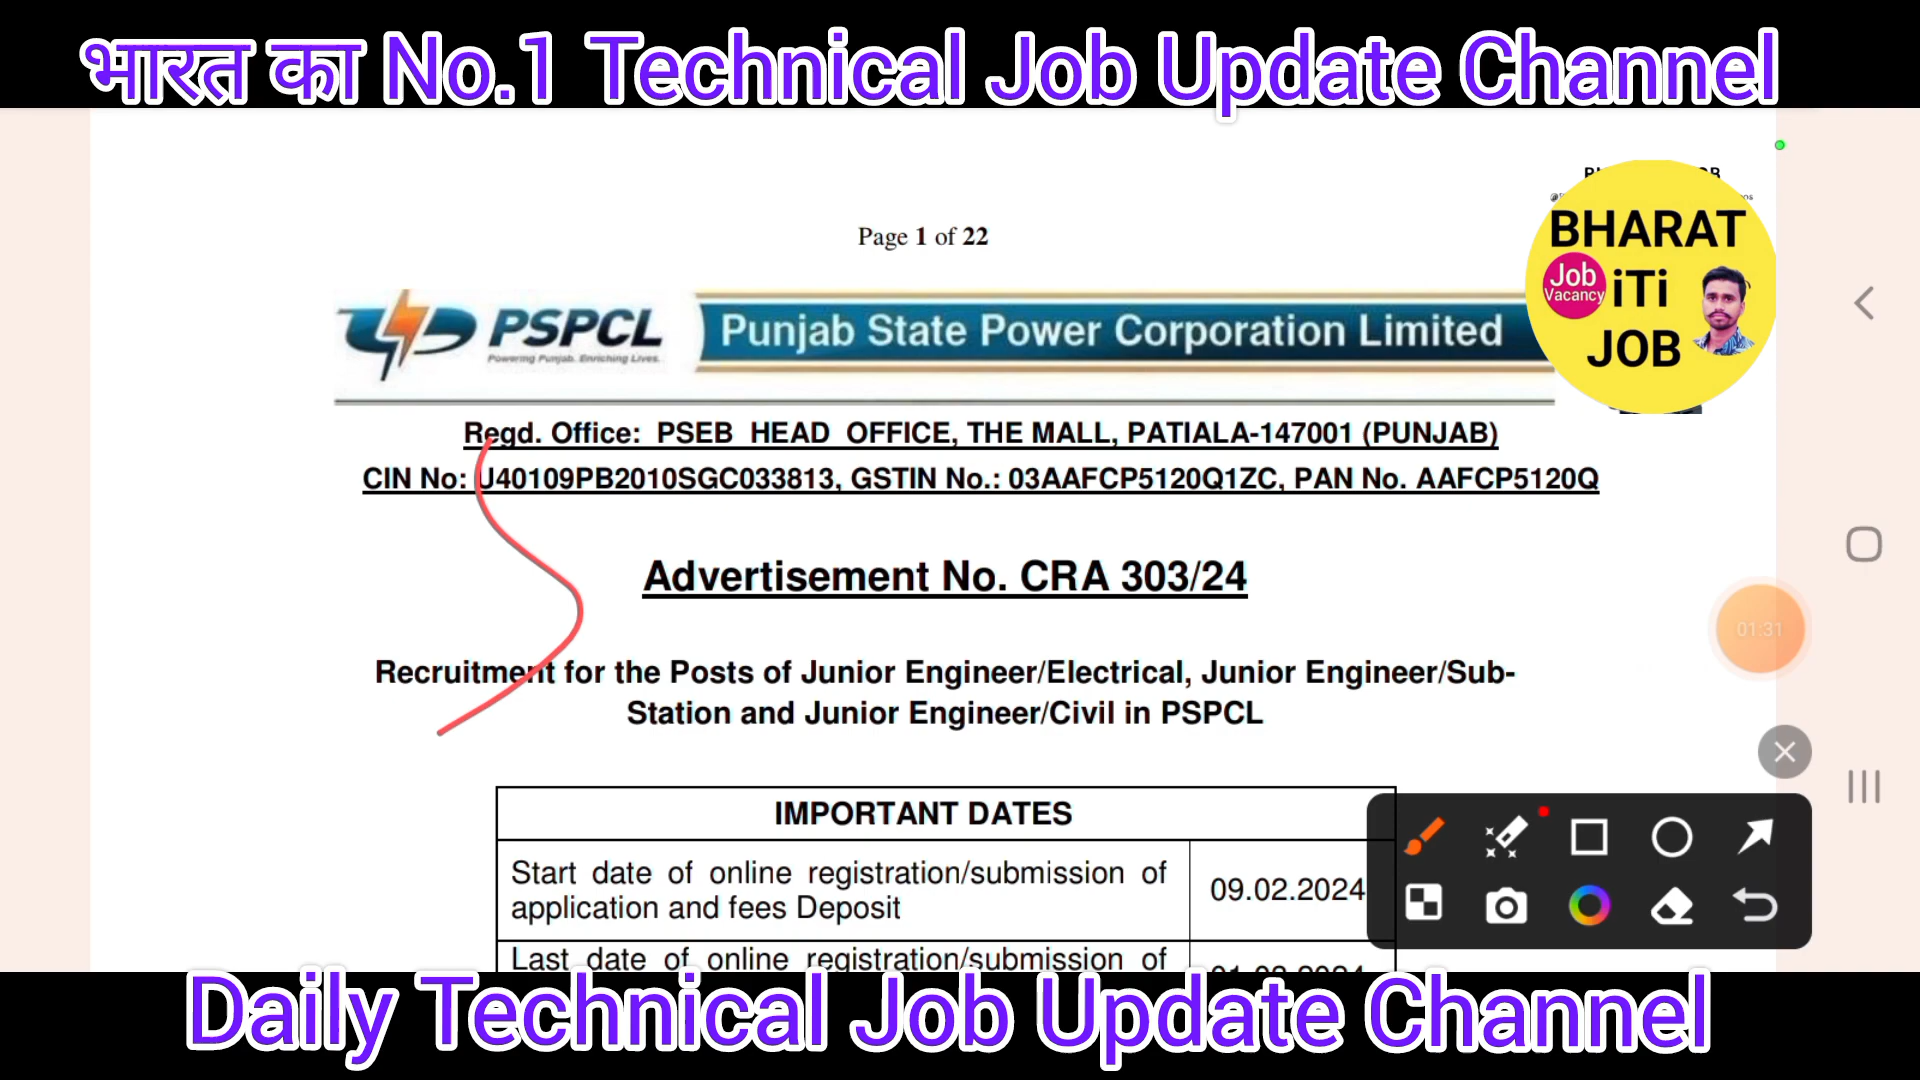 भारत का No.1 Technical Job Update Channel
Page 1 of 22
BHARAT
Job
Vacancy
iTi
JOB
PSPCL
Powering Punjab. Enriching Lives.
Punjab State Power Corporation Limited
Regd. Office: PSEB HEAD OFFICE, THE MALL, PATIALA-147001 (PUNJAB)
CIN No: U40109PB2010SGC033813, GSTIN No.: 03AAFCP5120Q1ZC, PAN No. AAFCP5120Q
Advertisement No. CRA 303/24
01:31
Recruitment for the Posts of Junior Engineer/Electrical, Junior Engineer/Sub-
Station and Junior Engineer/Civil in PSPCL
IMPORTANT DATES
Start date of online registration/submission of
application and fees Deposit
09.02.2024
Last date of online registration/submission of
Daily Technical Job Update Channel